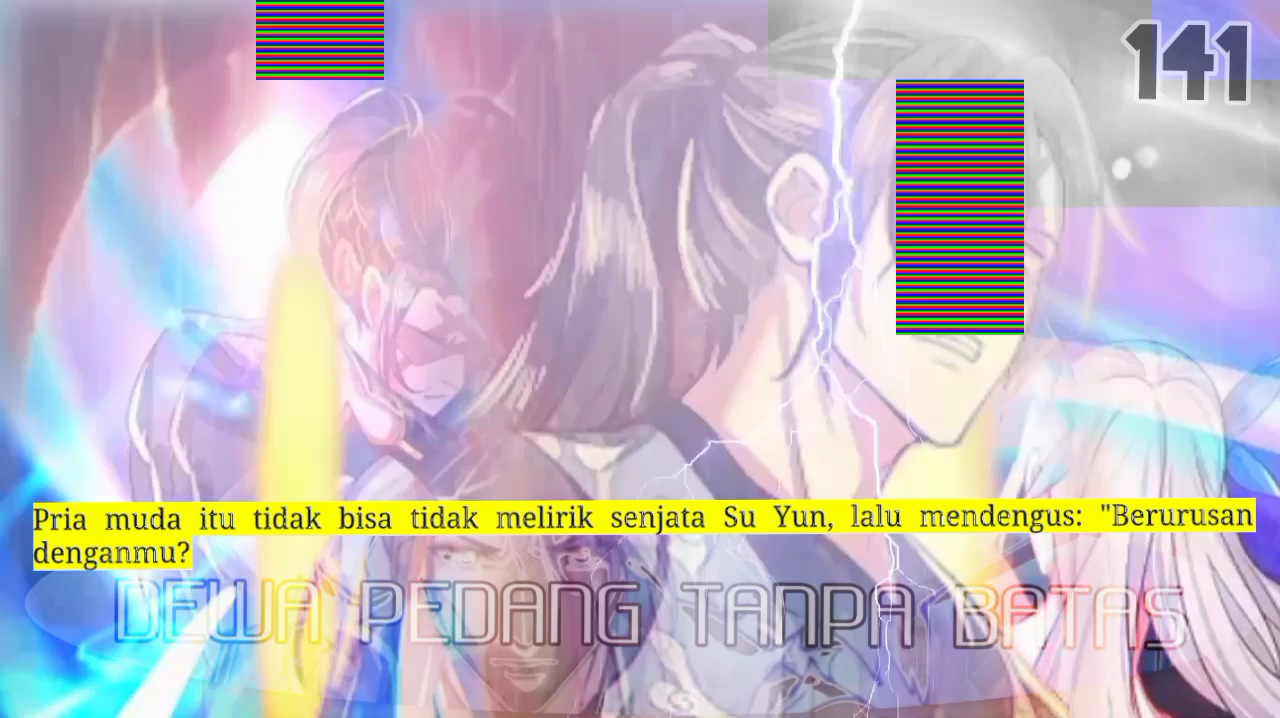 141
Pria muda itu tidak bisa tidak melirik senjata Su Yun, lalu mendengus: "Berurusan
denganmu?
DEWA PEDANG TANPA BATAS